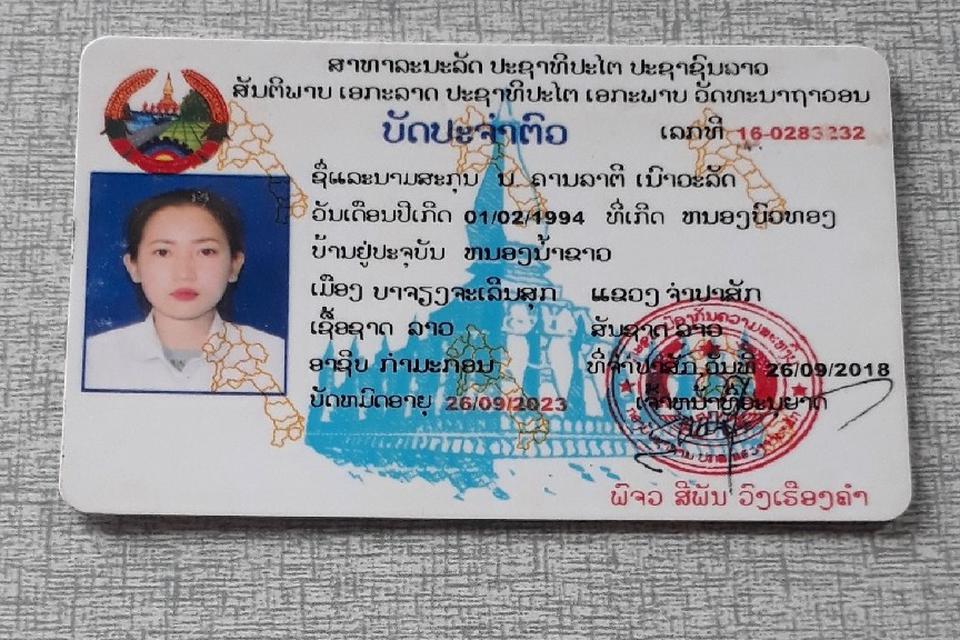 ສາທາລະນະລັດ ປະຊາທິປະໄຕ ປະຊາຊົນລາວ
ສັນຕິພາບ ເອກະລາດ ປະຊາທິປະໄຕ ເອກະພາບ ວັດທະນາຖາວອນ
ບັດປະຈຳຕົວ ເລກທີ 16-0283232
ຊື່ແລະນາມສະກຸນ ນ. ຄານລາຕີ ເນົາວະລັດ
ວັນເດືອນປີເກີດ 01/02/1994 ທີ່ເກີດ ຫນອງບົວທອງ
ບ້ານຢູ່ປະຈຸບັນ ຫນອງນ້ຳຂາວ
ເມືອງ ບາຈຽງຈະເລີນສຸກ ແຂວງ ຈຳປາສັກ
ເຊື້ອຊາດ ລາວ ສັນຊາດ ລາວ
ອາຊີບ ກຳມະກອນ ທີ່ຈຳປາສັກ ວັນທີ 26/09/2018
ບັດຫມົດອາຍຸ 26/09/2023 ເຈົ້າຫນ້າທີ່ອະນຸຍາດ
ພົຈວ ສີພັນ ວົງເຮືອງຄຳ